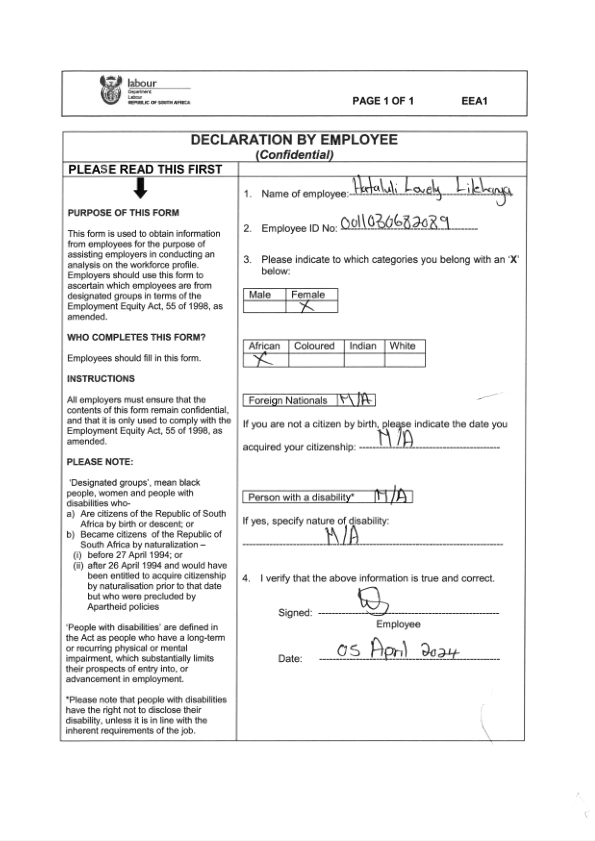 labour
Department:
Labour
REPUBLIC OF SOUTH AFRICA
PAGE 1 OF 1 EEA1
DECLARATION BY EMPLOYEE
(Confidential)
PLEASE READ THIS FIRST
PURPOSE OF THIS FORM
This form is used to obtain information
from employees for the purpose of
assisting employers in conducting an
analysis on the workforce profile.
Employers should use this form to
ascertain which employees are from
designated groups in terms of the
Employment Equity Act, 55 of 1998, as
amended.
WHO COMPLETES THIS FORM?
Employees should fill in this form.
INSTRUCTIONS
All employers must ensure that the
contents of this form remain confidential,
and that it is only used to comply with the
Employment Equity Act, 55 of 1998, as
amended.
PLEASE NOTE:
'Designated groups', mean black
people, women and people with
disabilities who-
a) Are citizens of the Republic of South
Africa by birth or descent; or
b) Became citizens of the Republic of
South Africa by naturalization –
(i) before 27 April 1994; or
(ii) after 26 April 1994 and would have
been entitled to acquire citizenship
by naturalisation prior to that date
but who were precluded by
Apartheid policies
'People with disabilities' are defined in
the Act as people who have a long-term
or recurring physical or mental
impairment, which substantially limits
their prospects of entry into, or
advancement in employment.
*Please note that people with disabilities
have the right not to disclose their
disability, unless it is in line with the
inherent requirements of the job.
1. Name of employee: Lovely
2. Employee ID No: 0011030682089
3. Please indicate to which categories you belong with an 'X'
below:
Male Female
X
African Coloured Indian White
X
Foreign Nationals N/A
If you are not a citizen by birth, please indicate the date you
acquired your citizenship: N/A
Person with a disability* N/A
If yes, specify nature of disability:
N/A
4. I verify that the above information is true and correct.
Signed:
Employee
Date: 05 April 2024